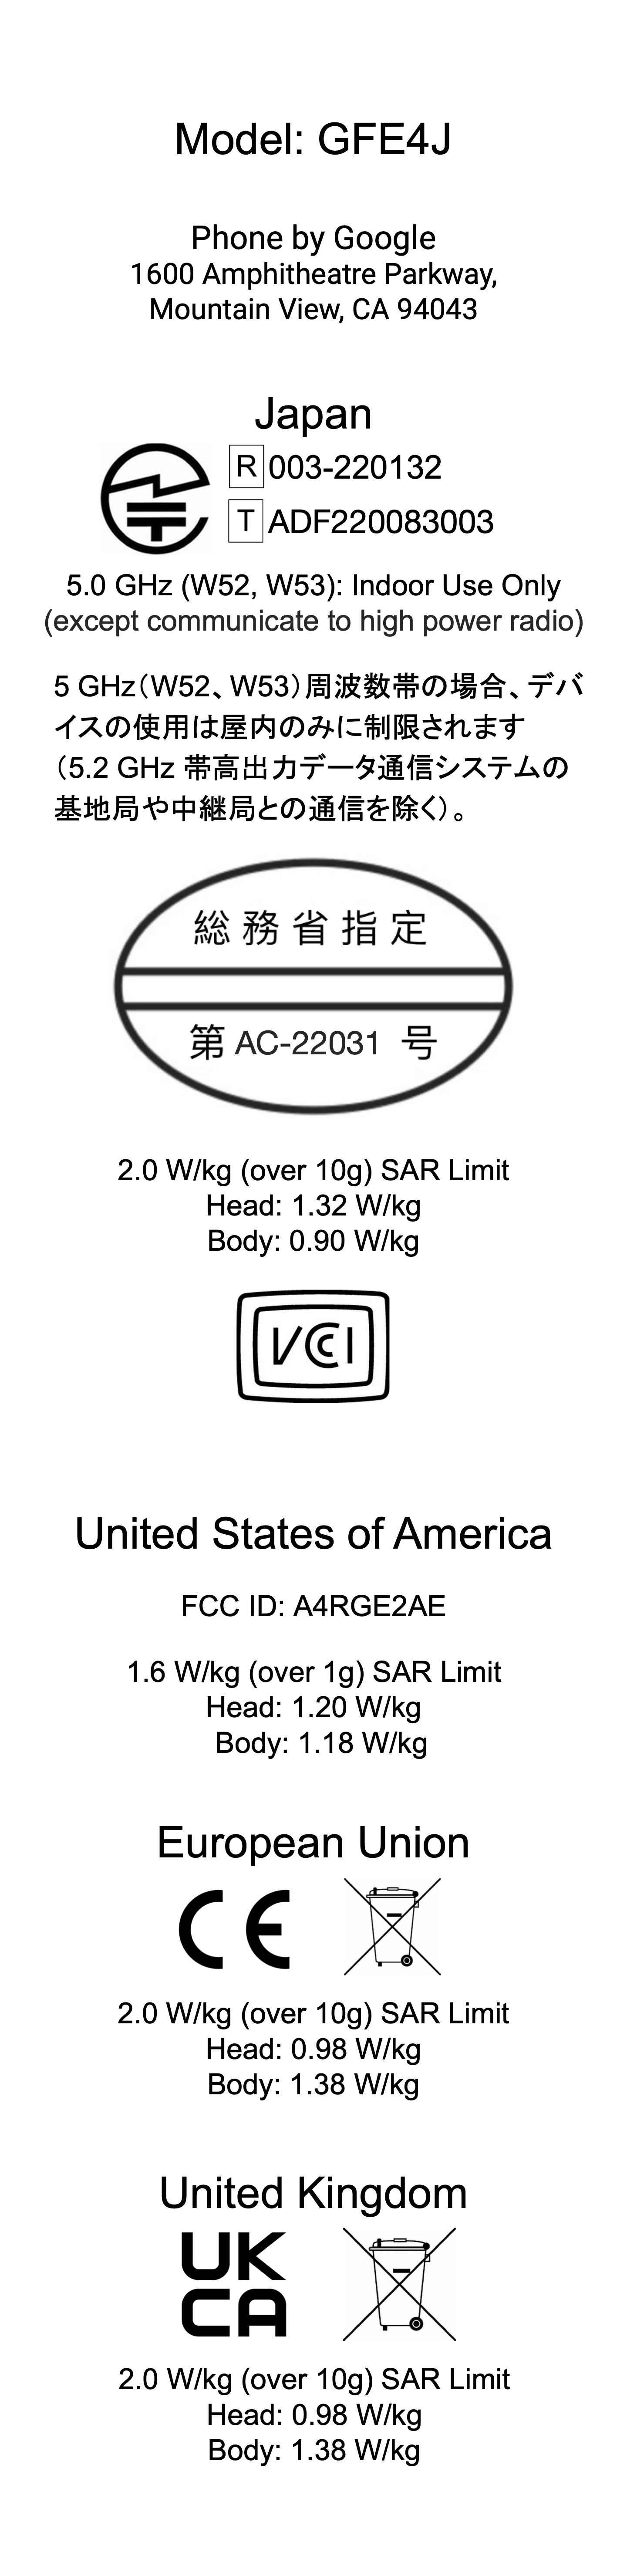 Model: GFE4J
Phone by Google
1600 Amphitheatre Parkway,
Mountain View, CA 94043
Japan
R 003-220132
T ADF220083003
5.0 GHz (W52, W53): Indoor Use Only
(except communicate to high power radio)
5 GHz（W52、W53）周波数帯の場合、デバ
イスの使用は屋内のみに制限されます
（5.2 GHz 帯高出力データ通信システムの
基地局や中継局との通信を除く）。
総務省指定
第 AC-22031 号
2.0 W/kg (over 10g) SAR Limit
Head: 1.32 W/kg
Body: 0.90 W/kg
VCCI
United States of America
FCC ID: A4RGE2AE
1.6 W/kg (over 1g) SAR Limit
Head: 1.20 W/kg
Body: 1.18 W/kg
European Union
CE
2.0 W/kg (over 10g) SAR Limit
Head: 0.98 W/kg
Body: 1.38 W/kg
United Kingdom
UK
CA
2.0 W/kg (over 10g) SAR Limit
Head: 0.98 W/kg
Body: 1.38 W/kg